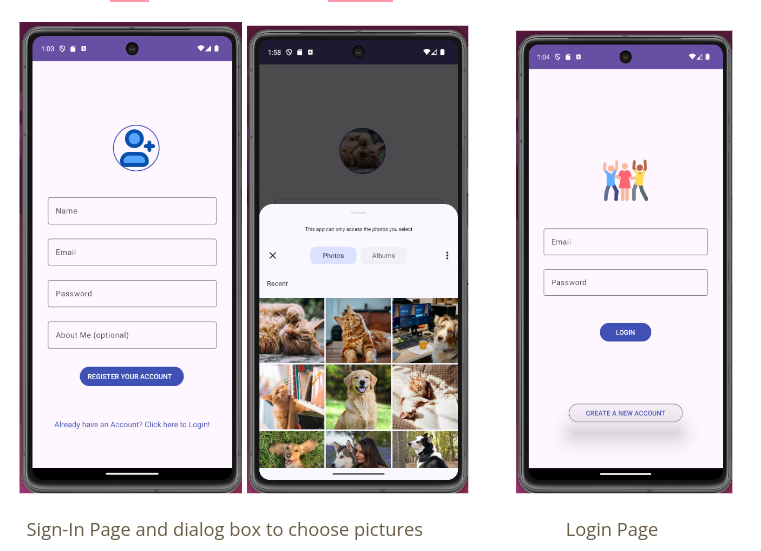 1:03
Name
Email
Password
About Me (optional)
REGISTER YOUR ACCOUNT
Already have an Account? Click here to Login!
1:58
This app can only access the photos you select
Photos
Albums
Recent
Sign-In Page and dialog box to choose pictures
1:04
Email
Password
LOGIN
CREATE A NEW ACCOUNT
Login Page